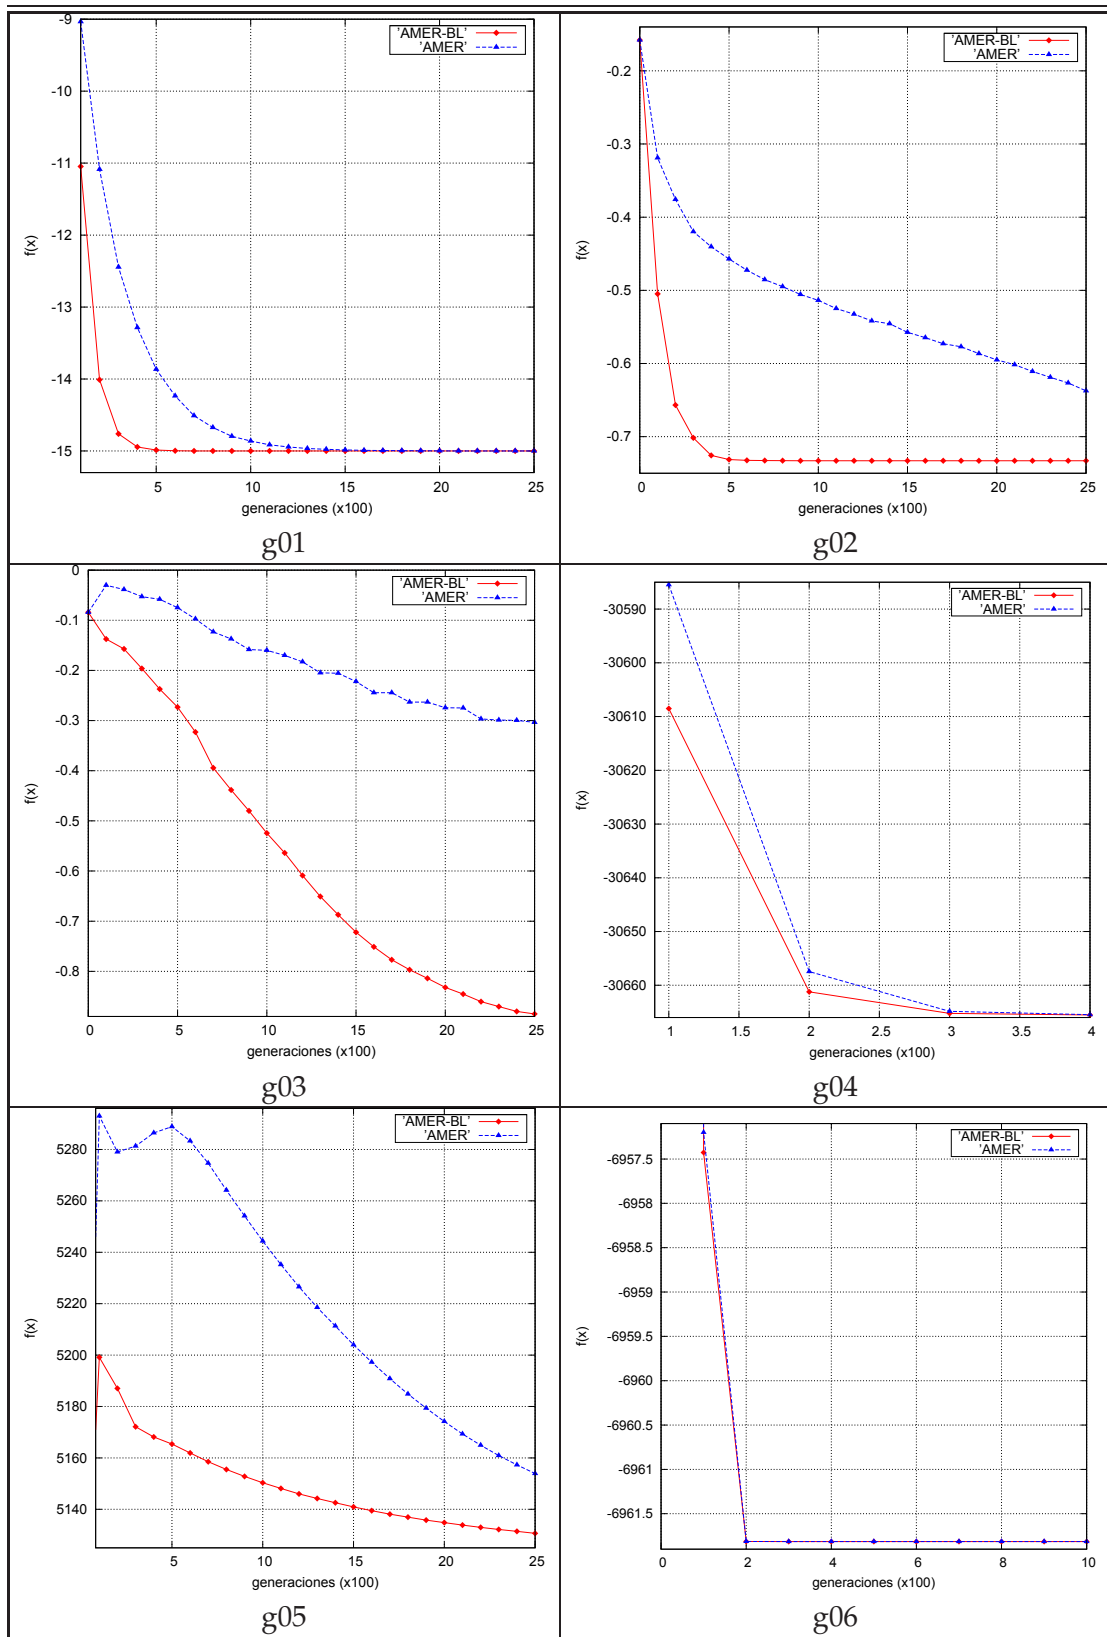 'AMER-BL'
'AMER'
-9
-10
-11
-12
-13
-14
-15
f(x)
5 10 15 20 25
generaciones (x100)
g01
'AMER-BL'
'AMER'
-0.2
-0.3
-0.4
-0.5
-0.6
-0.7
f(x)
0 5 10 15 20 25
generaciones (x100)
g02
'AMER-BL'
'AMER'
0
-0.1
-0.2
-0.3
-0.4
-0.5
-0.6
-0.7
-0.8
f(x)
0 5 10 15 20 25
generaciones (x100)
g03
'AMER-BL'
'AMER'
-30590
-30600
-30610
-30620
-30630
-30640
-30650
-30660
f(x)
1 1.5 2 2.5 3 3.5 4
generaciones (x100)
g04
'AMER-BL'
'AMER'
5280
5260
5240
5220
5200
5180
5160
5140
f(x)
5 10 15 20 25
generaciones (x100)
g05
'AMER-BL'
'AMER'
-6957.5
-6958
-6958.5
-6959
-6959.5
-6960
-6960.5
-6961
-6961.5
f(x)
0 2 4 6 8 10
generaciones (x100)
g06